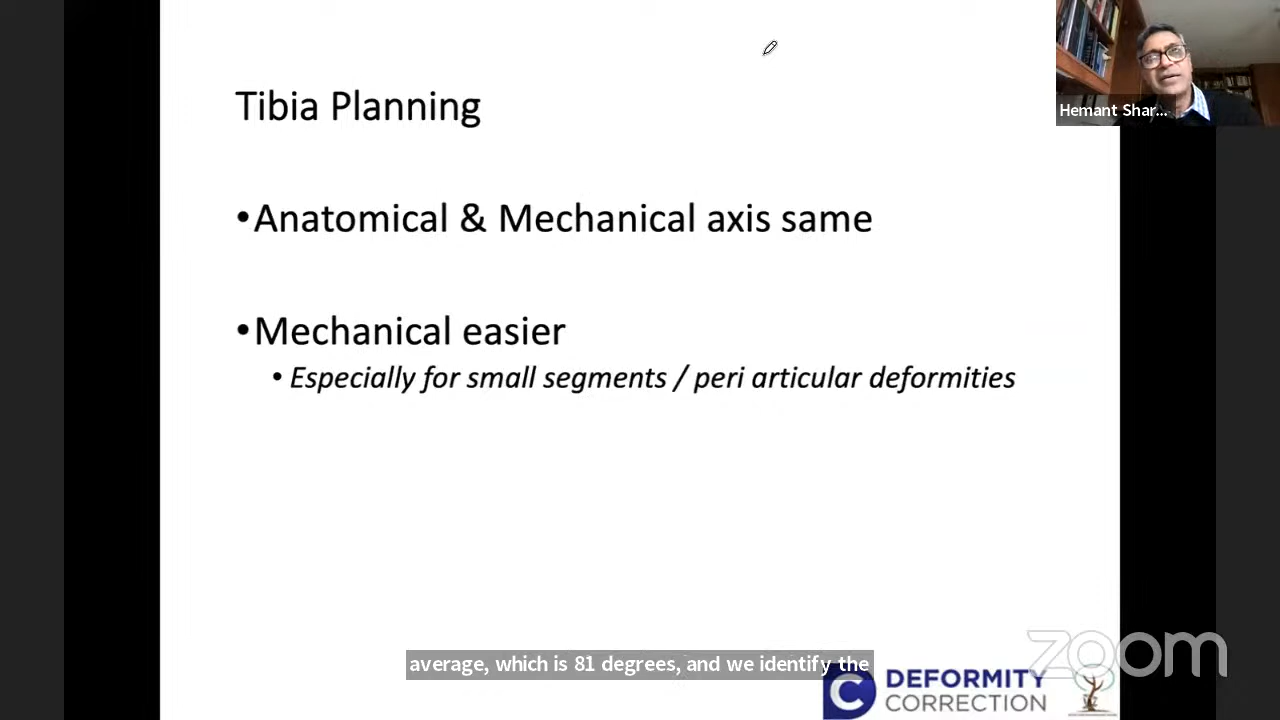 Hemant Shar...
Tibia Planning
•Anatomical & Mechanical axis same
•Mechanical easier
• Especially for small segments / peri articular deformities
average, which is 81 degrees, and we identify the
zoom
C DEFORMITY
CORRECTION